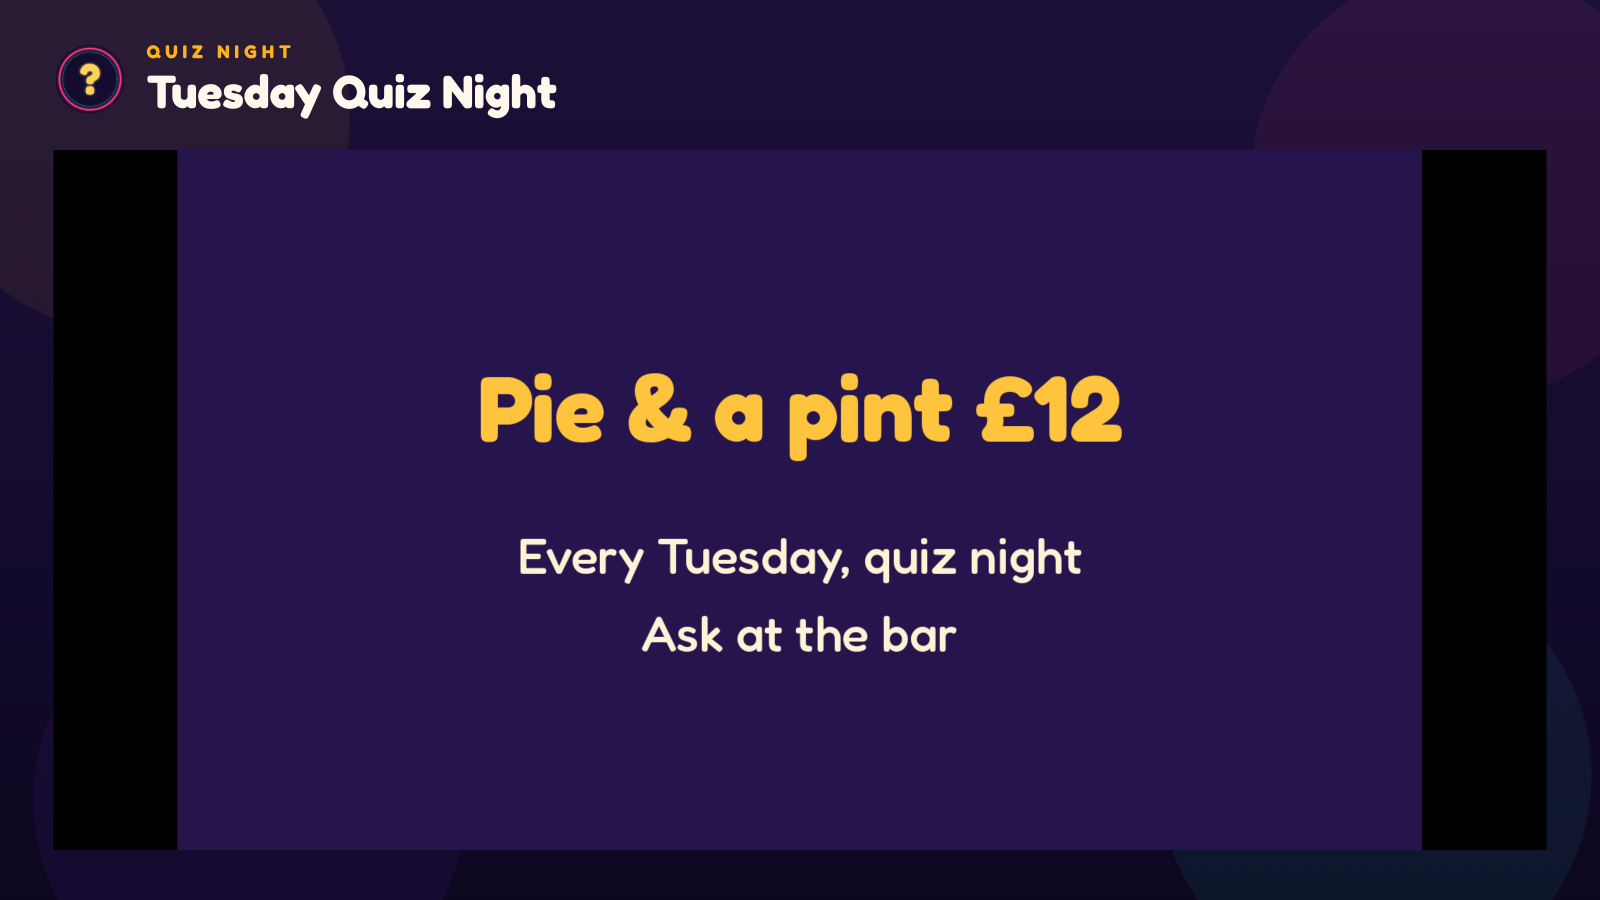 ?
QUIZ NIGHT
Tuesday Quiz Night
Pie & a pint £12
Every Tuesday, quiz night
Ask at the bar